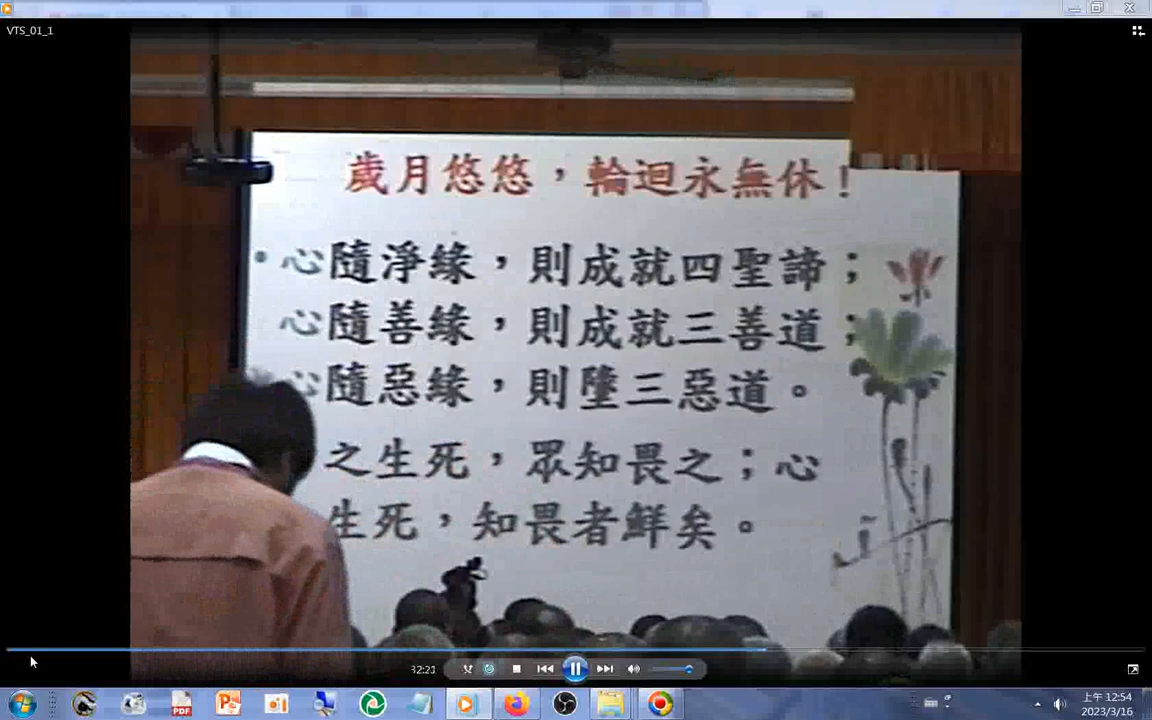 VTS_01_1
歲月悠悠，輪迴永無休！
•心隨淨緣，則成就四聖諦；
心隨善緣，則成就三善道；
心隨惡緣，則墮三惡道。
之生死，眾知畏之；心
生死，知畏者鮮矣。
32:21
PDF
上午 12:54
2023/3/16